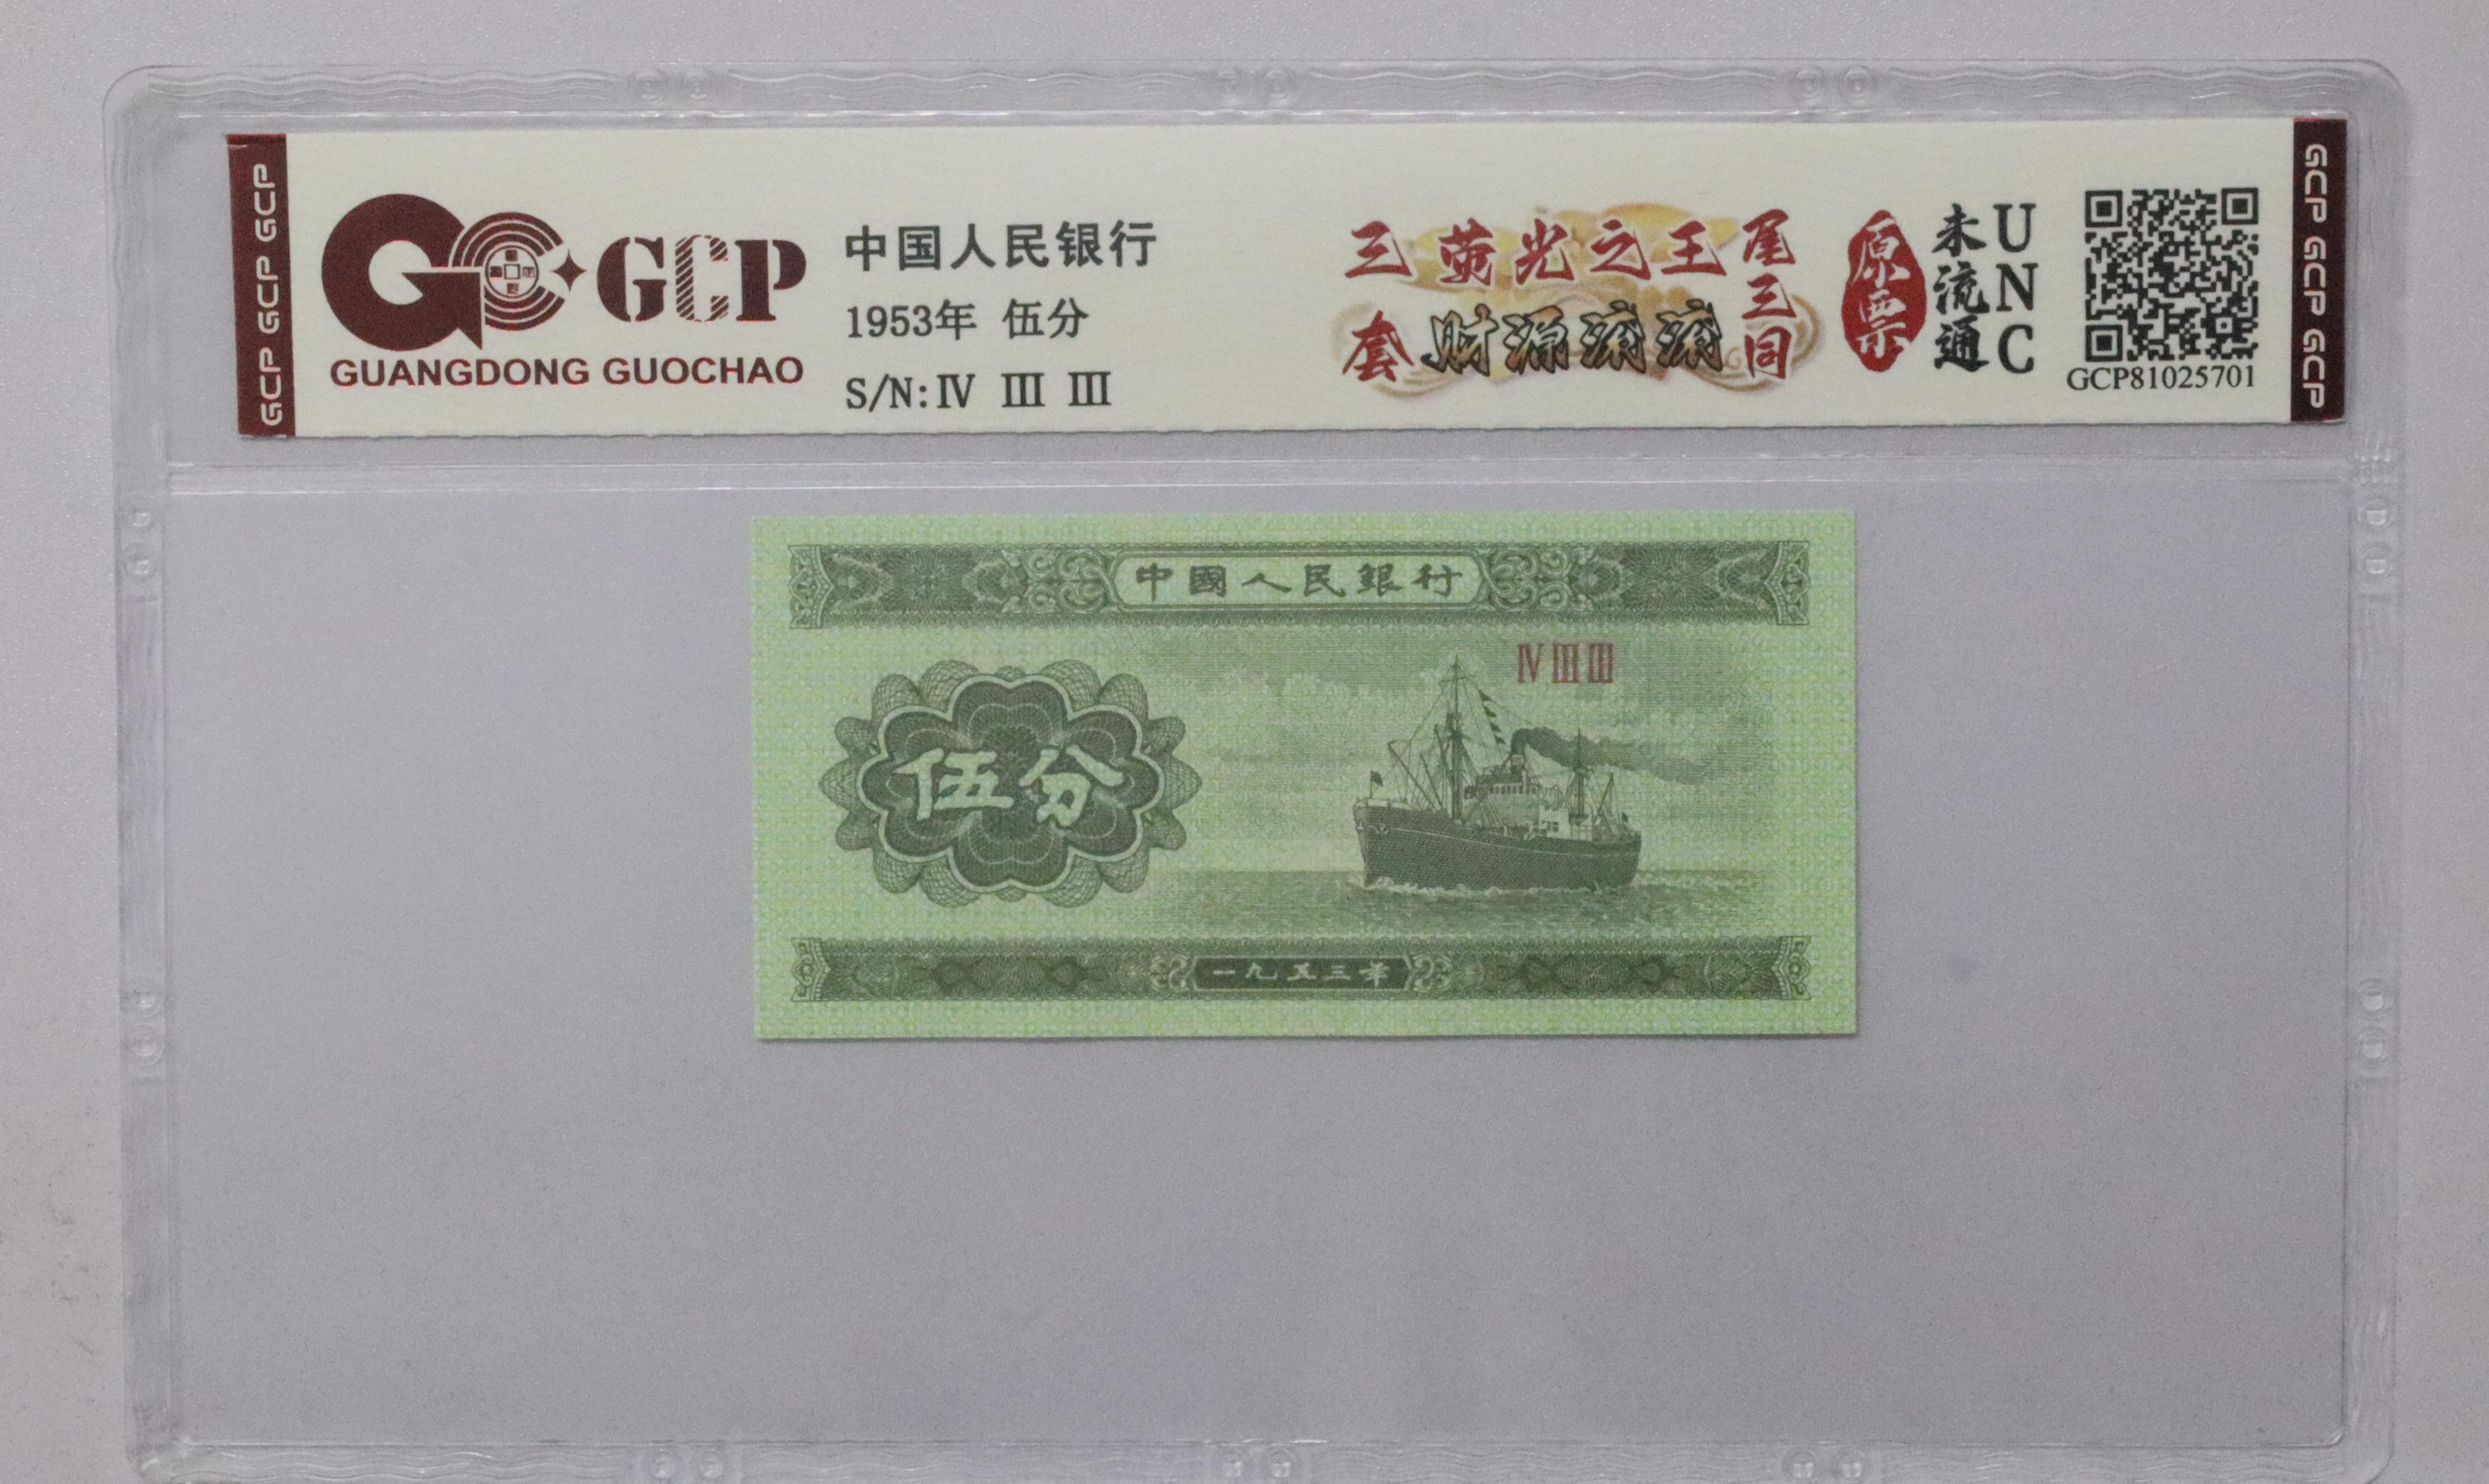 GCP GCP GCP
GCP
GUANGDONG GUOCHAO
中国人民银行
1953年 伍分
S/N:Ⅳ Ⅲ Ⅲ
三套
荧光之王
财源滚滚
尾三同
原票
未流通
UNC
GCP81025701
GCP GCP GCP
中國人民銀行
ⅣⅢⅢ
伍分
一九五三年